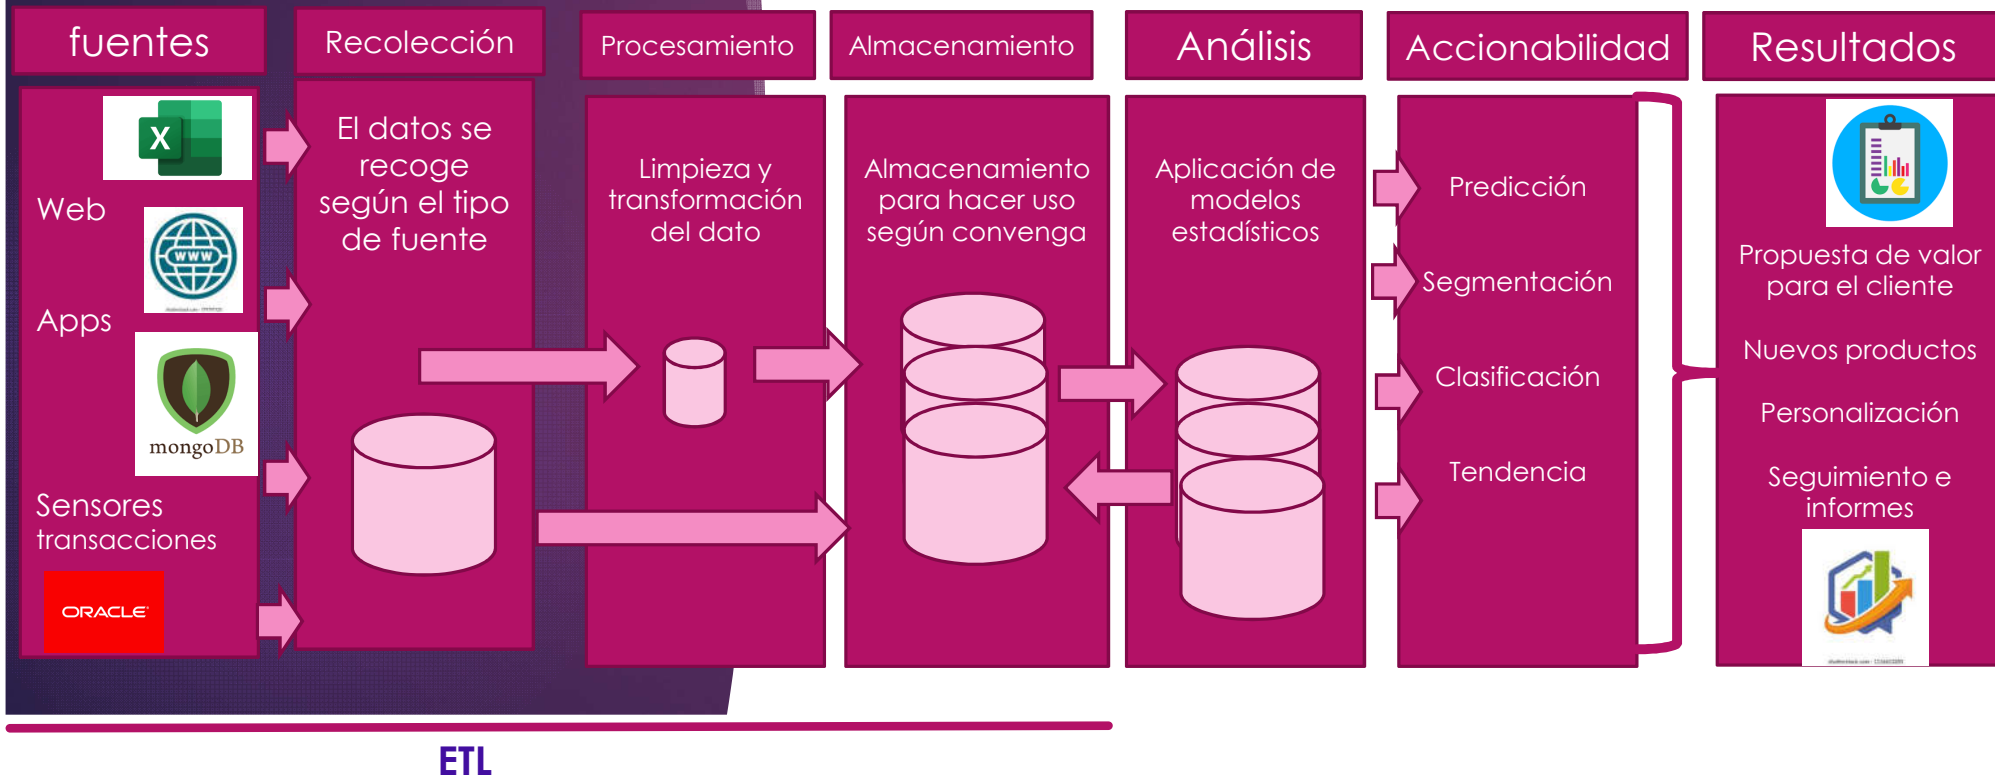 fuentes
Recolección
Procesamiento
Almacenamiento
Análisis
Accionabilidad
Resultados
X
Web
WWW
Apps
mongoDB
Sensores
transacciones
ORACLE
El datos se
recoge
según el tipo
de fuente
Limpieza y
transformación
del dato
Almacenamiento
para hacer uso
según convenga
Aplicación de
modelos
estadísticos
Predicción
Segmentación
Clasificación
Tendencia
Propuesta de valor
para el cliente
Nuevos productos
Personalización
Seguimiento e
informes
ETL